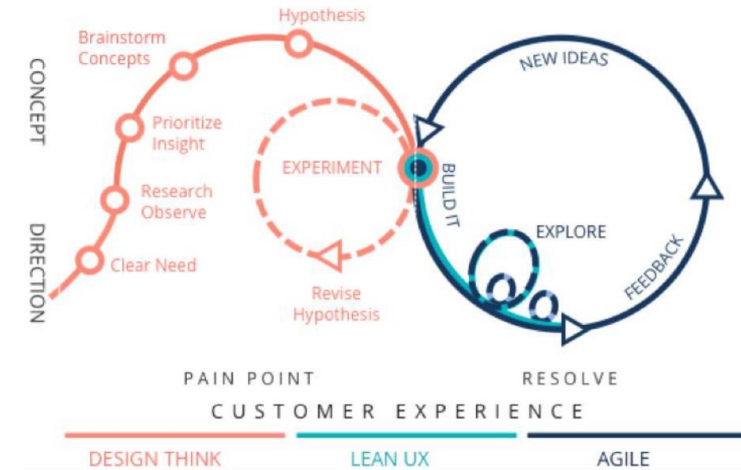 Hypothesis
Brainstorm
Concepts
NEW IDEAS
CONCEPT
Prioritize
Insight
EXPERIMENT
BUILD IT
Research
Observe
EXPLORE
DIRECTION
Clear Need
FEEDBACK
Revise
Hypothesis
PAIN POINT
RESOLVE
CUSTOMER EXPERIENCE
DESIGN THINK
LEAN UX
AGILE